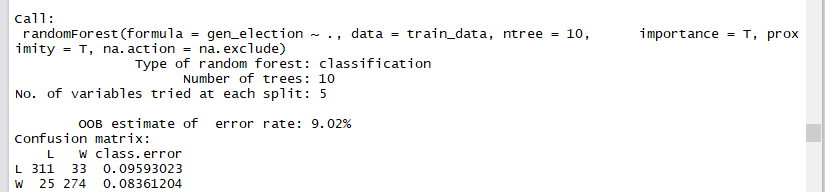 Call:
 randomForest(formula = gen_election ~ ., data = train_data, ntree = 10,      importance = T, prox
imity = T, na.action = na.exclude)
               Type of random forest: classification
                     Number of trees: 10
No. of variables tried at each split: 5
        OOB estimate of  error rate: 9.02%
Confusion matrix:
    L   W class.error
L 311  33  0.09593023
W  25 274  0.08361204